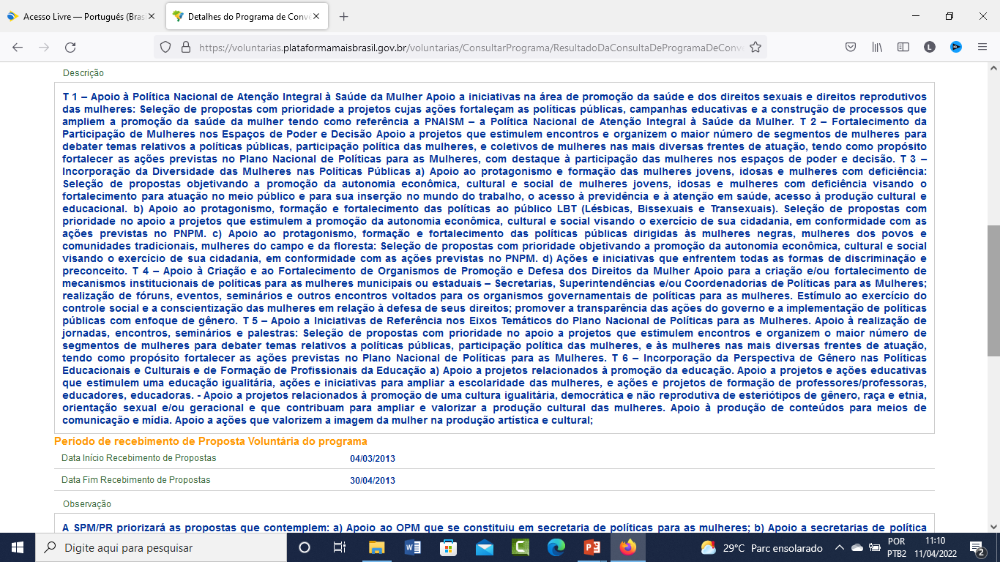 Acesso Livre — Português (Bras
Detalhes do Programa de Conv
https://voluntarias.plataformamaisbrasil.gov.br/voluntarias/ConsultarPrograma/ResultadoDaConsultaDeProgramaDeConv
L
Descrição
T 1 – Apoio à Política Nacional de Atenção Integral à Saúde da Mulher Apoio a iniciativas na área de promoção da saúde e dos direitos sexuais e direitos reprodutivos
das mulheres: Seleção de propostas com prioridade a projetos cujas ações fortaleçam as políticas públicas, campanhas educativas e a construção de processos que
ampliem a promoção da saúde da mulher tendo como referência a PNAISM – a Política Nacional de Atenção Integral à Saúde da Mulher. T 2 – Fortalecimento da
Participação de Mulheres nos Espaços de Poder e Decisão Apoio a projetos que estimulem encontros e organizem o maior número de segmentos de mulheres para
debater temas relativos a políticas públicas, participação política das mulheres, e coletivos de mulheres nas mais diversas frentes de atuação, tendo como propósito
fortalecer as ações previstas no Plano Nacional de Políticas para as Mulheres, com destaque à participação das mulheres nos espaços de poder e decisão. T 3 –
Incorporação da Diversidade das Mulheres nas Políticas Públicas a) Apoio ao protagonismo e formação das mulheres jovens, idosas e mulheres com deficiência:
Seleção de propostas objetivando a promoção da autonomia econômica, cultural e social de mulheres jovens, idosas e mulheres com deficiência visando o
fortalecimento para atuação no meio público e para sua inserção no mundo do trabalho, o acesso à previdência e à atenção em saúde, acesso à produção cultural e
educacional. b) Apoio ao protagonismo, formação e fortalecimento das políticas ao público LBT (Lésbicas, Bissexuais e Transexuais). Seleção de propostas com
prioridade no apoio a projetos que estimulem a promoção da autonomia econômica, cultural e social visando o exercício de sua cidadania, em conformidade com as
ações previstas no PNPM. c) Apoio ao protagonismo, formação e fortalecimento das políticas públicas dirigidas às mulheres negras, mulheres dos povos e
comunidades tradicionais, mulheres do campo e da floresta: Seleção de propostas com prioridade objetivando a promoção da autonomia econômica, cultural e social
visando o exercício de sua cidadania, em conformidade com as ações previstas no PNPM. d) Ações e iniciativas que enfrentem todas as formas de discriminação e
preconceito. T 4 – Apoio à Criação e ao Fortalecimento de Organismos de Promoção e Defesa dos Direitos da Mulher Apoio para a criação e/ou fortalecimento de
mecanismos institucionais de políticas para as mulheres municipais ou estaduais – Secretarias, Superintendências e/ou Coordenadorias de Políticas para as Mulheres;
realização de fóruns, eventos, seminários e outros encontros voltados para os organismos governamentais de políticas para as mulheres. Estímulo ao exercício do
controle social e a conscientização das mulheres em relação à defesa de seus direitos; promover a transparência das ações do governo e a implementação de políticas
públicas com enfoque de gênero. T 5 – Apoio a Iniciativas de Referência nos Eixos Temáticos do Plano Nacional de Políticas para as Mulheres. Apoio à realização de
jornadas, encontros, seminários e palestras: Seleção de propostas com prioridade no apoio a projetos que estimulem encontros e organizem o maior número de
segmentos de mulheres para debater temas relativos a políticas públicas, participação política das mulheres, e às mulheres nas mais diversas frentes de atuação,
tendo como propósito fortalecer as ações previstas no Plano Nacional de Políticas para as Mulheres. T 6 – Incorporação da Perspectiva de Gênero nas Políticas
Educacionais e Culturais e de Formação de Profissionais da Educação a) Apoio a projetos relacionados à promoção da educação. Apoio a projetos e ações educativas
que estimulem uma educação igualitária, ações e iniciativas para ampliar a escolaridade das mulheres, e ações e projetos de formação de professores/professoras,
educadores, educadoras. - Apoio a projetos relacionados à promoção de uma cultura igualitária, democrática e não reprodutiva de esteriótipos de gênero, raça e etnia,
orientação sexual e/ou geracional e que contribuam para ampliar e valorizar a produção cultural das mulheres. Apoio à produção de conteúdos para meios de
comunicação e mídia. Apoio a ações que valorizem a imagem da mulher na produção artística e cultural;
Período de recebimento de Proposta Voluntária do programa
Data Início Recebimento de Propostas 04/03/2013
Data Fim Recebimento de Propostas 30/04/2013
Observação
A SPM/PR priorizará as propostas que contemplem: a) Apoio ao OPM que se constituiu em secretaria de políticas para as mulheres; b) Apoio a secretarias de política
Digite aqui para pesquisar
29°C Parc ensolarado
POR
PTB2
11:10
11/04/2022
2